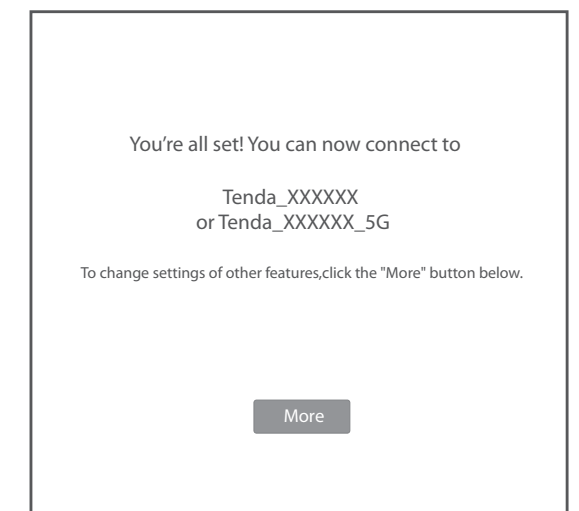 You're all set! You can now connect to
Tenda_XXXXXX
or Tenda_XXXXXX_5G
To change settings of other features,click the "More" button below.
More